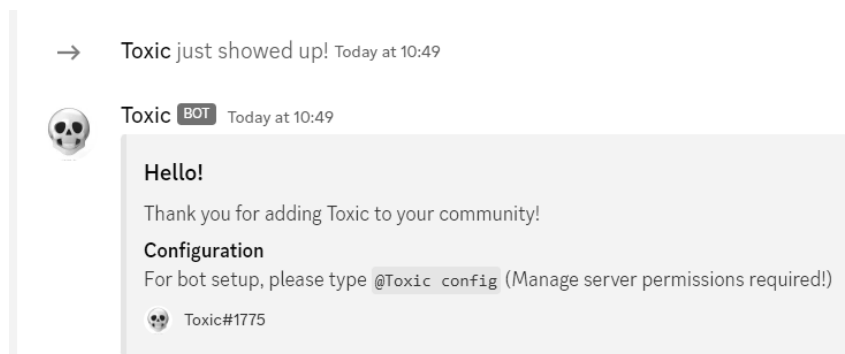 Toxic just showed up! Today at 10:49
Toxic BOT Today at 10:49
Hello!
Thank you for adding Toxic to your community!
Configuration
For bot setup, please type @Toxic config (Manage server permissions required!)
Toxic#1775